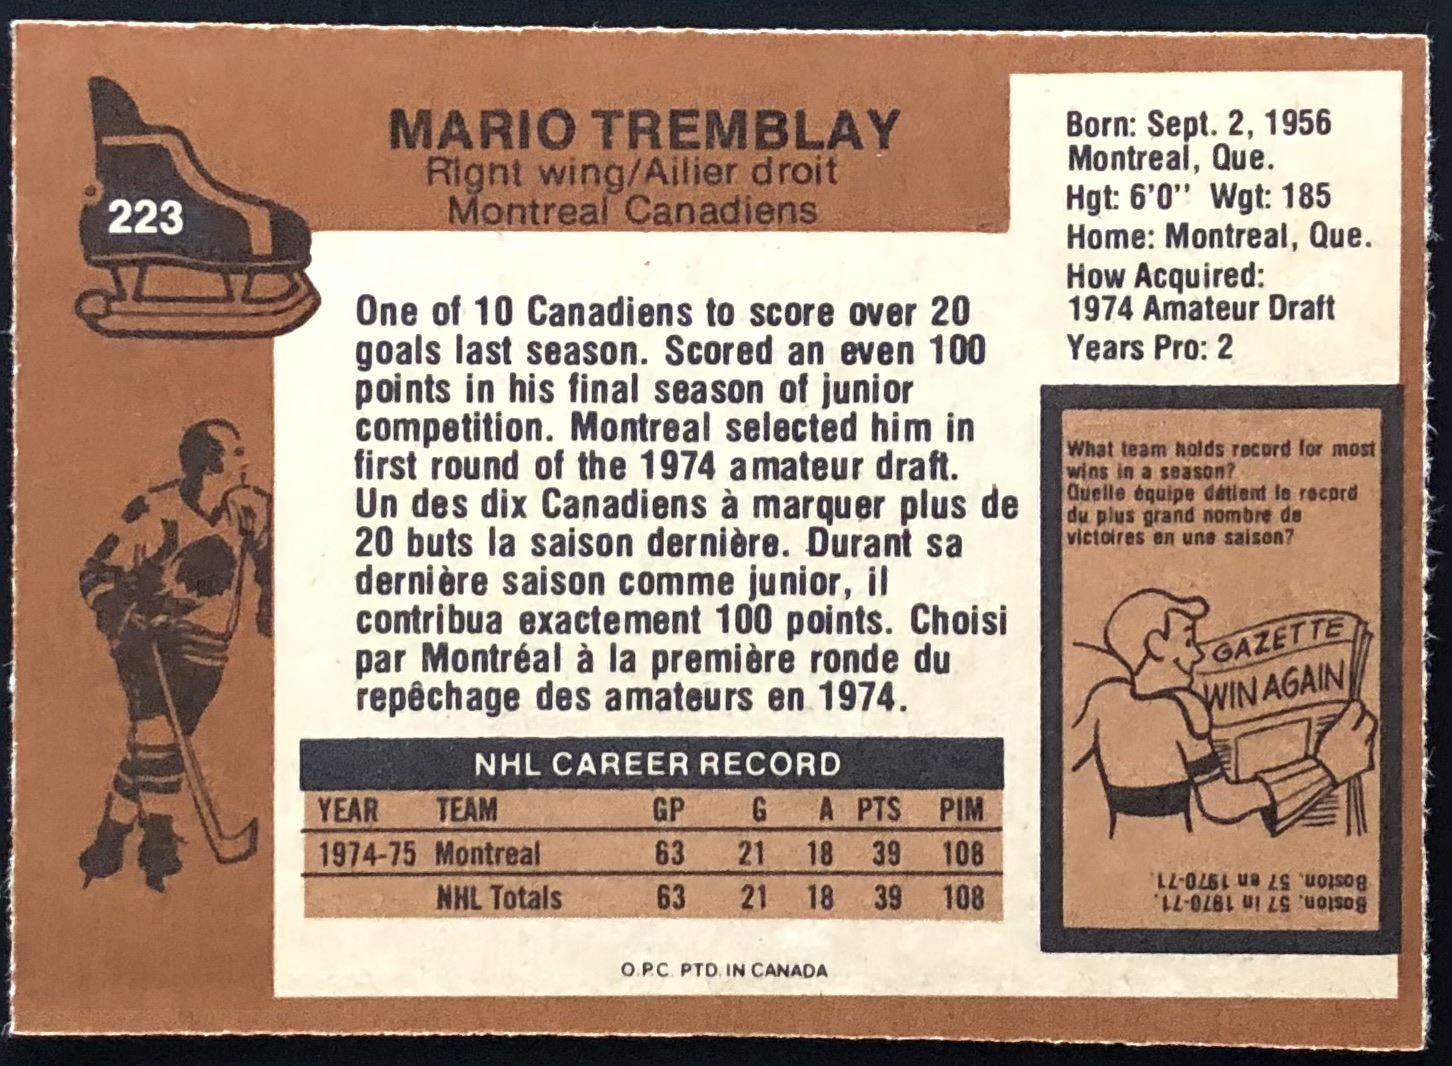 223
MARIO TREMBLAY
Right wing/Ailier droit
Montreal Canadiens
Born: Sept. 2, 1956
Montreal, Que.
Hgt: 6'0" Wgt: 185
Home: Montreal, Que.
How Acquired:
1974 Amateur Draft
Years Pro: 2
One of 10 Canadiens to score over 20
goals last season. Scored an even 100
points in his final season of junior
competition. Montreal selected him in
first round of the 1974 amateur draft.
Un des dix Canadiens à marquer plus de
20 buts la saison dernière. Durant sa
dernière saison comme junior, il
contribua exactement 100 points. Choisi
par Montréal à la première ronde du
repêchage des amateurs en 1974.
NHL CAREER RECORD
YEAR TEAM GP G A PTS PIM
1974-75 Montreal 63 21 18 39 108
NHL Totals 63 21 18 39 108
O.P.C. PTD. IN CANADA
What team holds record for most
wins in a season?
Quelle équipe détient le record
du plus grand nombre de
victoires en une saison?
GAZETTE
WIN AGAIN
Boston. 57 in 1970-71.
Boston. 57 en 1970-71.